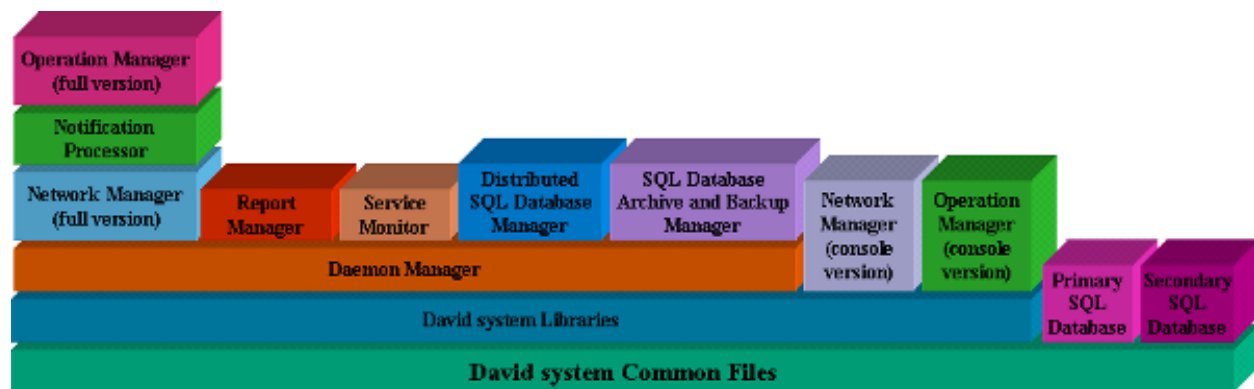 Operation Manager
(full version)
Notification
Processor
Network Manager
(full version)
Report
Manager
Service
Monitor
Distributed
SQL Database
Manager
SQL Database
Archive and Backup
Manager
Network
Manager
(console
version)
Operation
Manager
(console
version)
Daemon Manager
Primary
SQL
Database
Secondary
SQL
Database
David system Libraries
David system Common Files